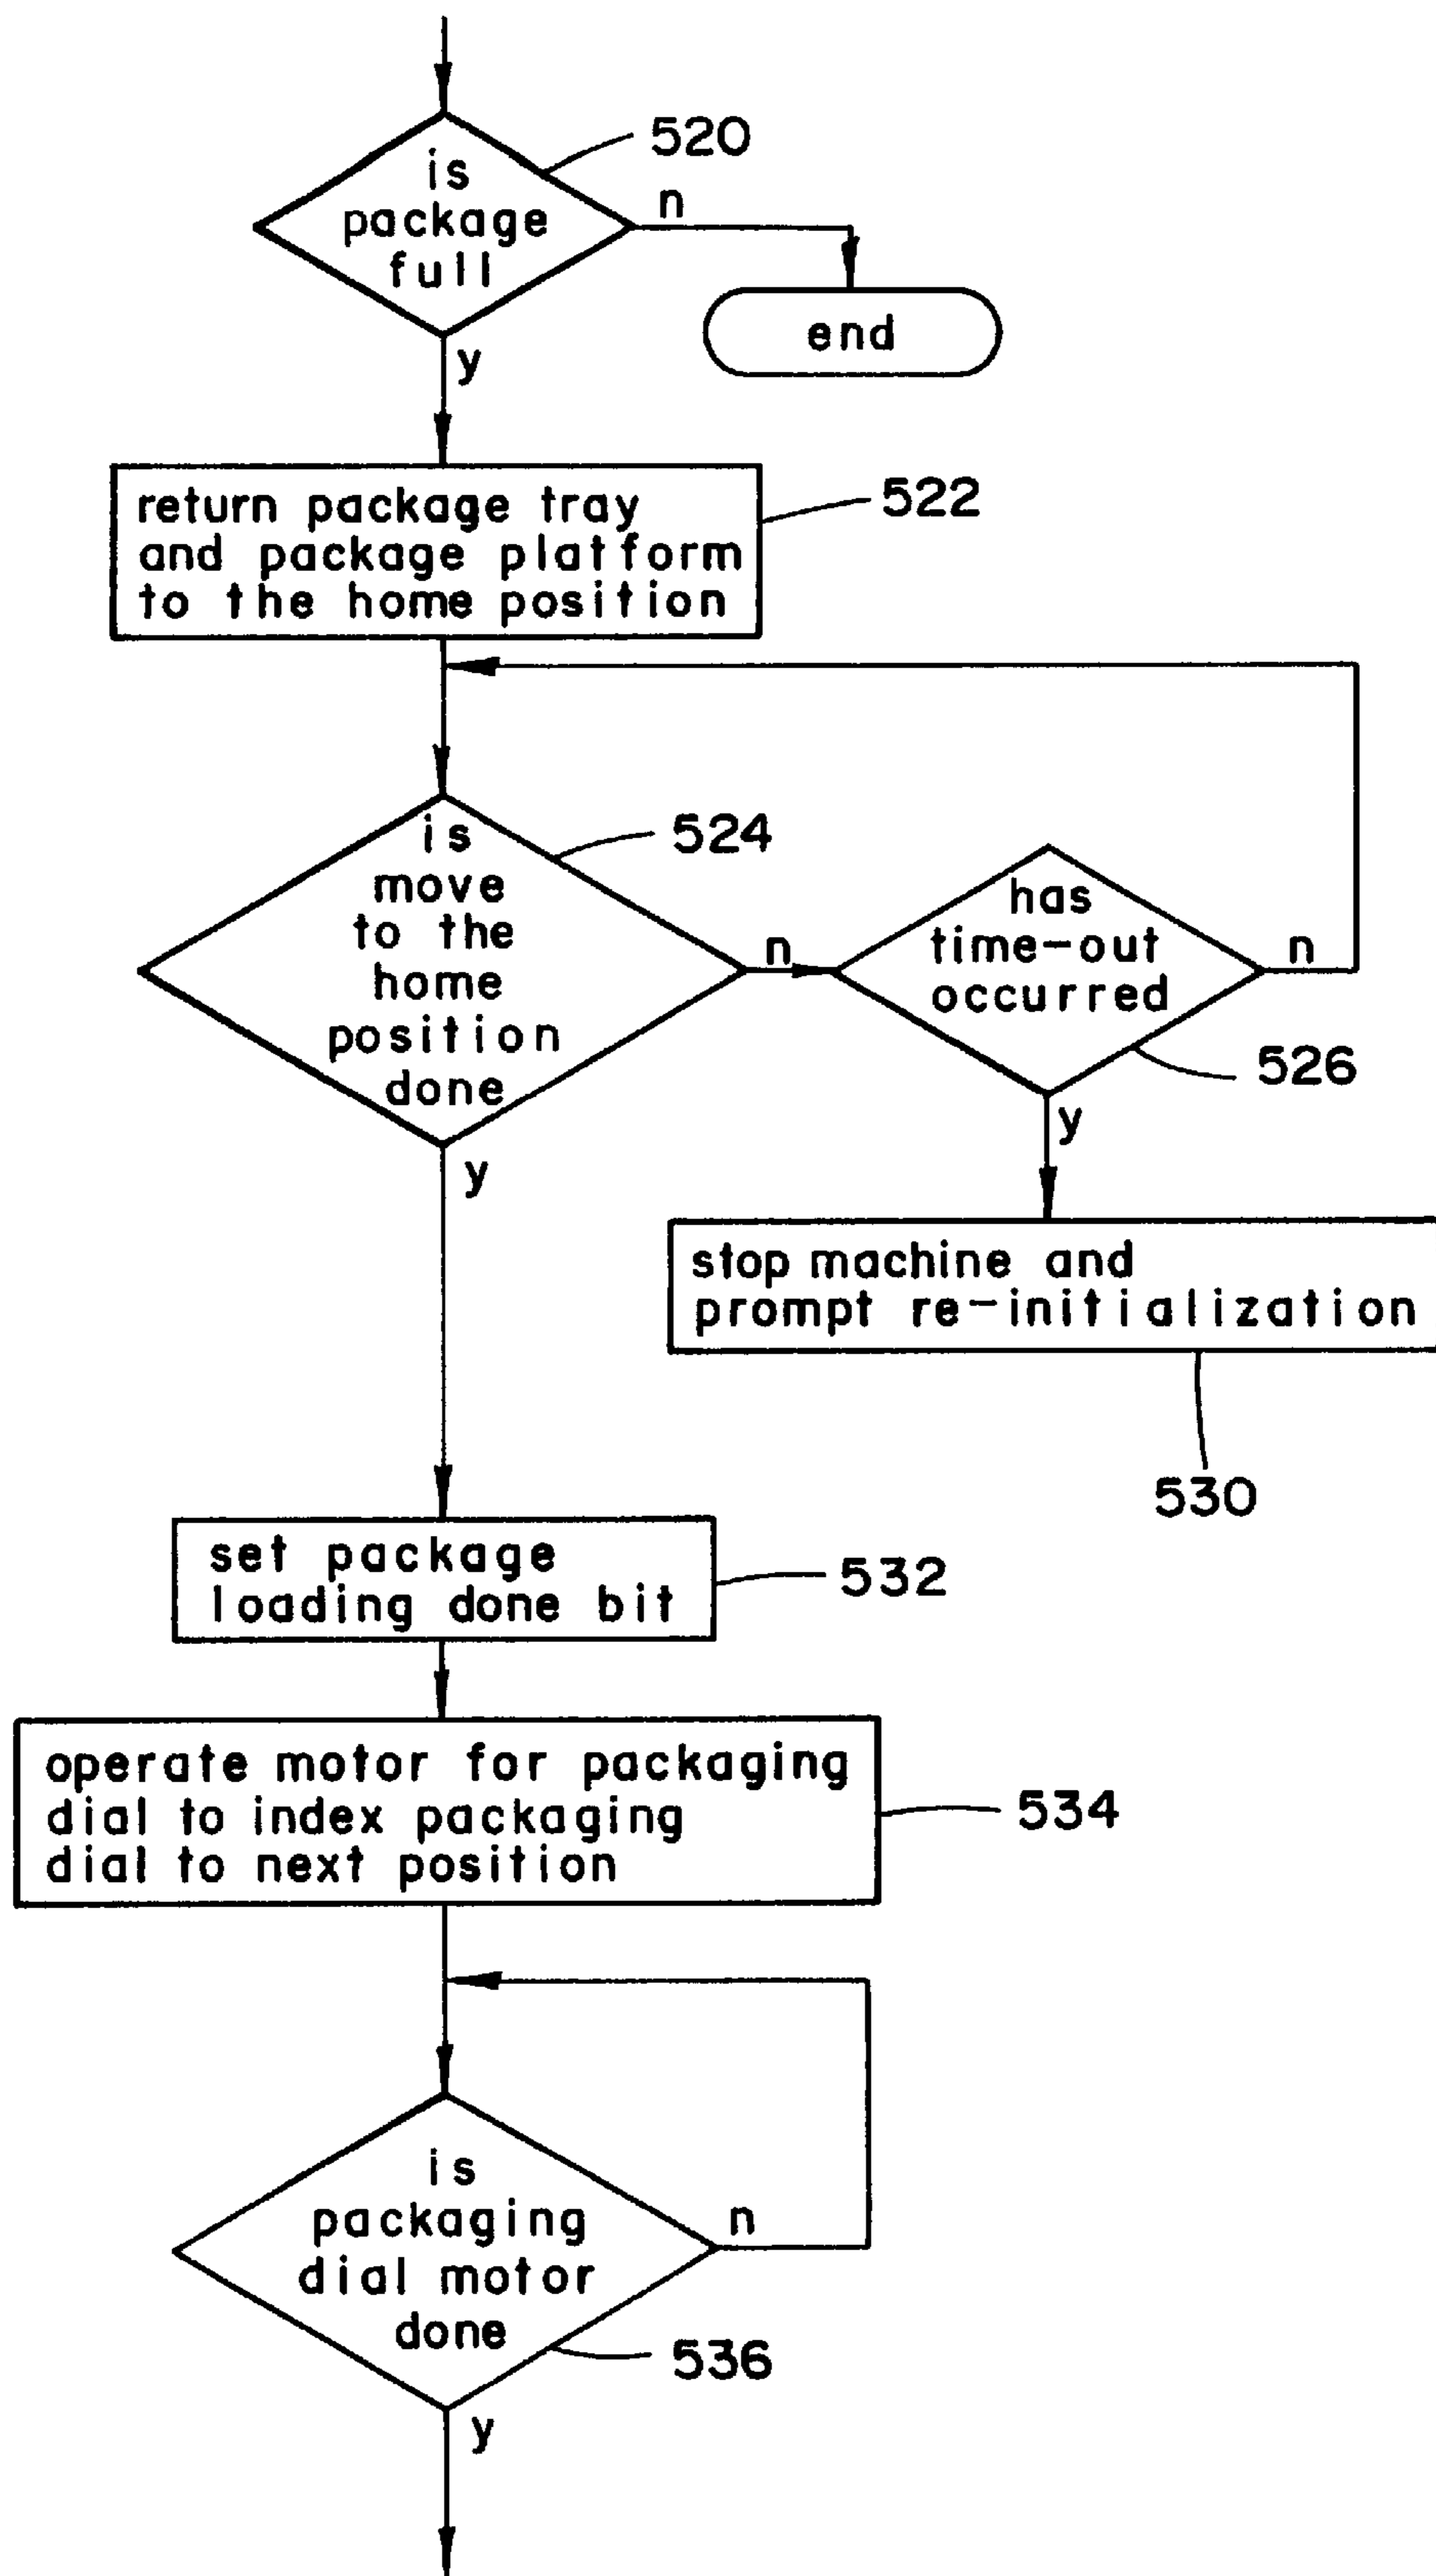 520
is
package
full
n
end
y
return package tray
and package platform
to the home position
522
is
move
to the
home
position
done
524
n
has
time-out
occurred
n
526
y
y
stop machine and
prompt re-initialization
530
set package
loading done bit
532
operate motor for packaging
dial to index packaging
dial to next position
534
is
packaging
dial motor
done
n
536
y